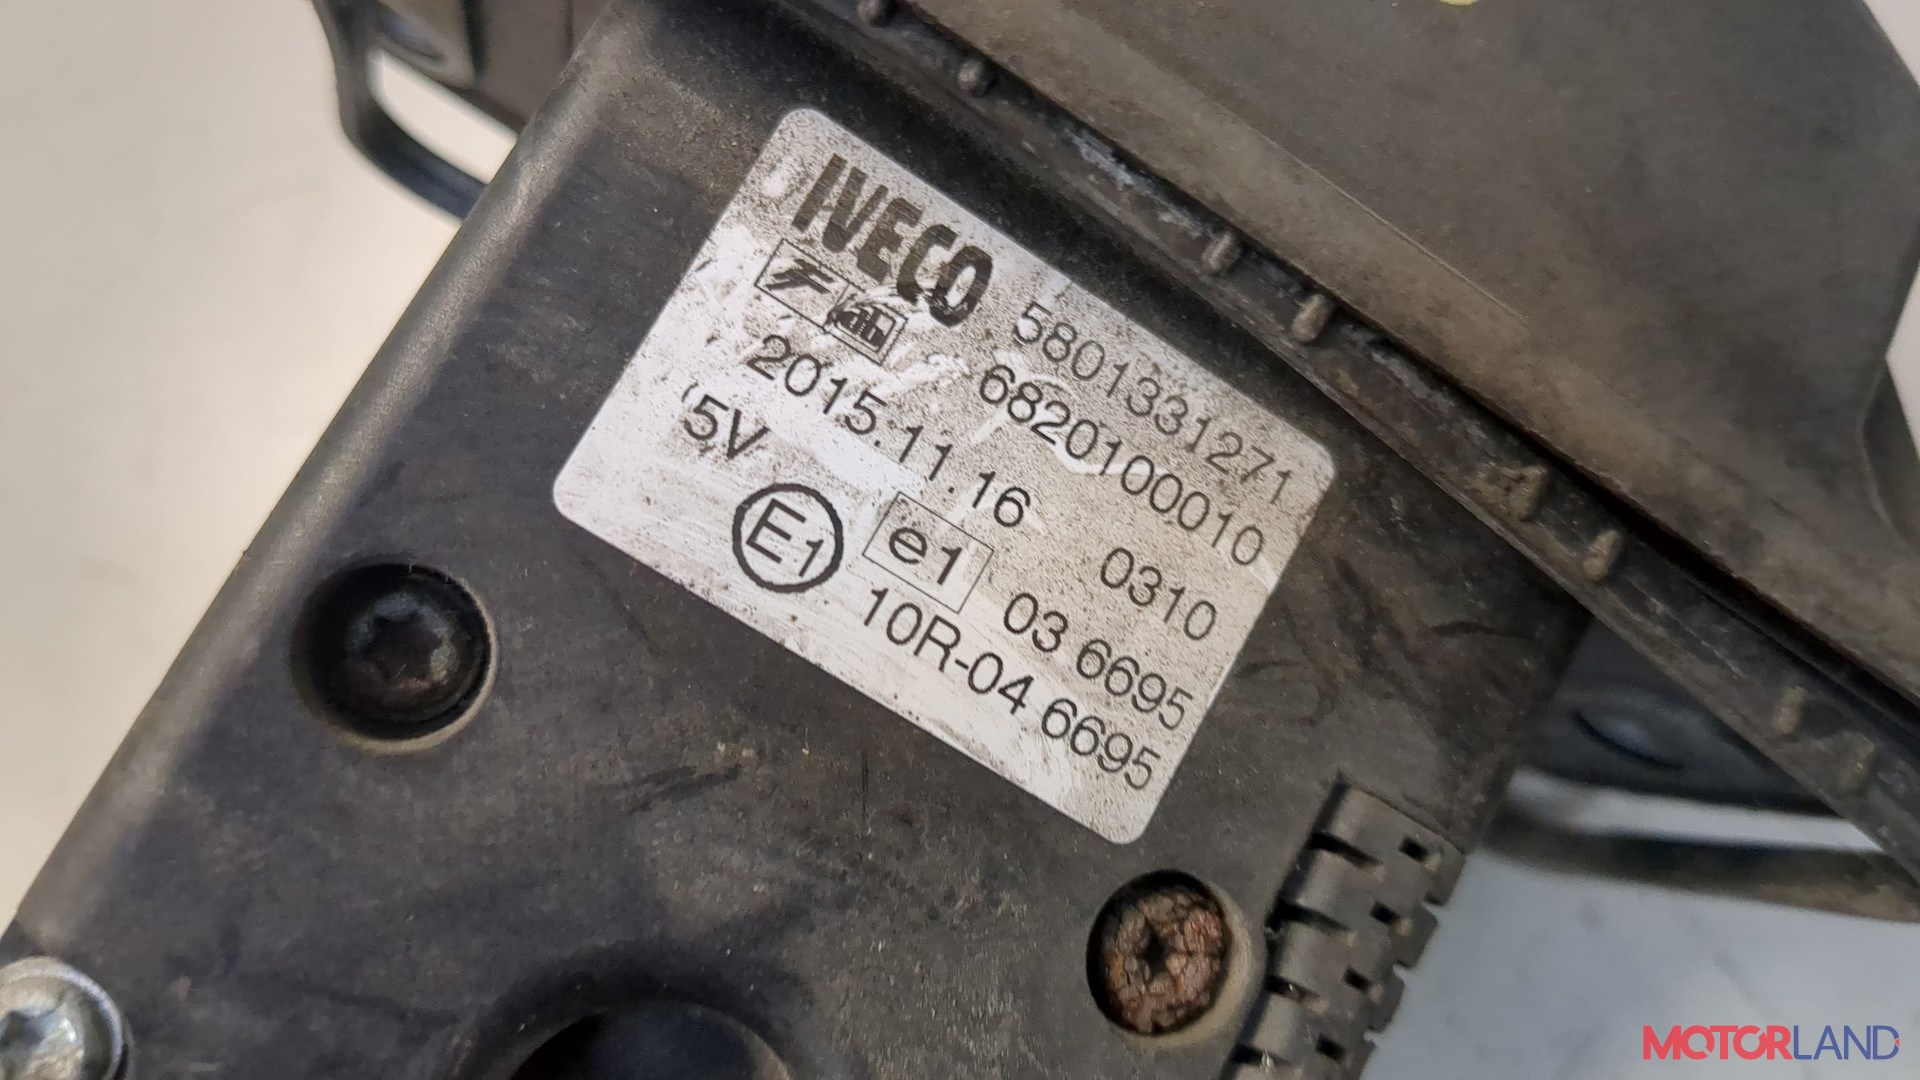 IVECO 5801331271
6820100010
2015.11.16 0310
5V e1 03 6695
E1 10R-04 6695
MOTORLAND